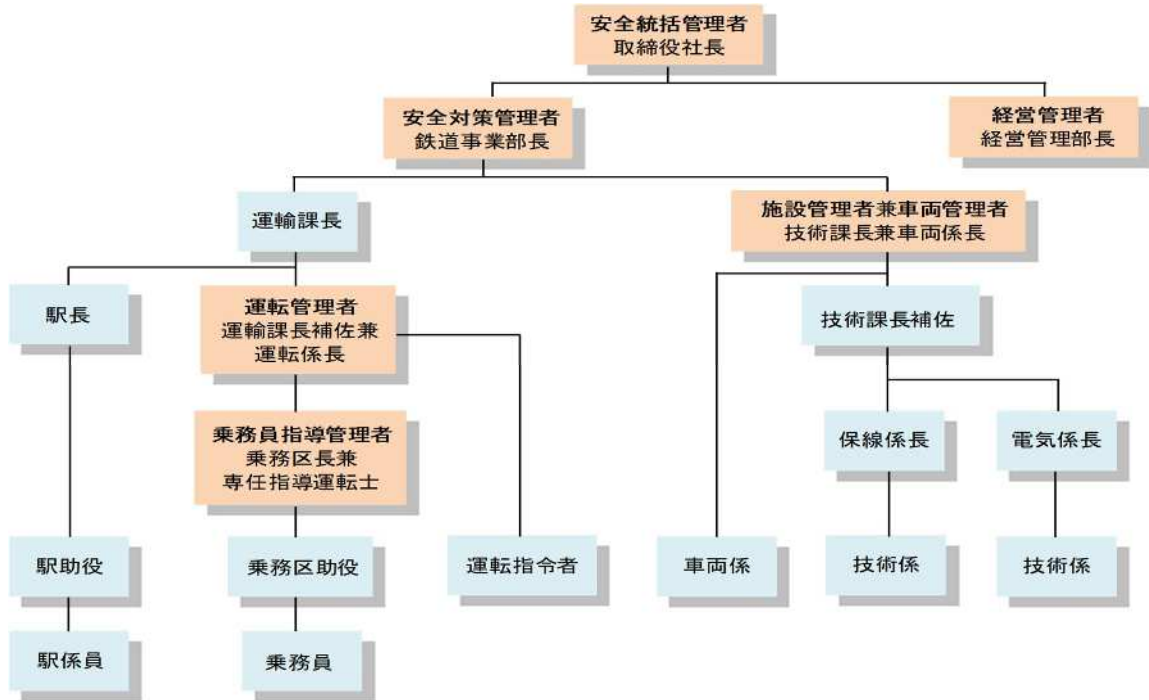 安全統括管理者
取締役社長
安全対策管理者
鉄道事業部長
経営管理者
経営管理部長
運輸課長
施設管理者兼車両管理者
技術課長兼車両係長
駅長
運転管理者
運輸課長補佐兼
運転係長
技術課長補佐
乗務員指導管理者
乗務区長兼
専任指導運転士
保線係長
電気係長
駅助役
乗務区助役
運転指令者
車両係
技術係
技術係
駅係員
乗務員